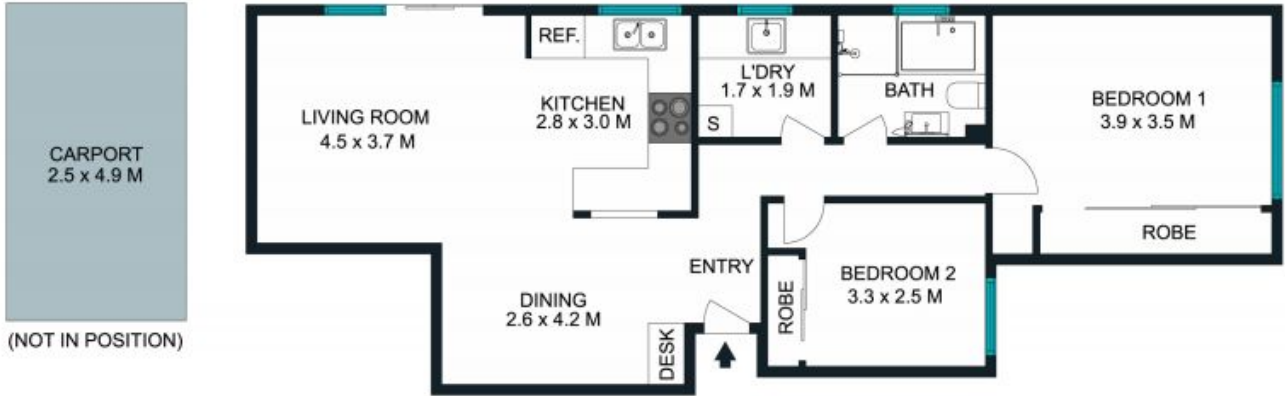 CARPORT
2.5 x 4.9 M
(NOT IN POSITION)
LIVING ROOM
4.5 x 3.7 M
REF.
KITCHEN
2.8 x 3.0 M
L'DRY
1.7 x 1.9 M
S
BATH
BEDROOM 1
3.9 x 3.5 M
ROBE
ENTRY
DINING
2.6 x 4.2 M
DESK
ROBE
BEDROOM 2
3.3 x 2.5 M